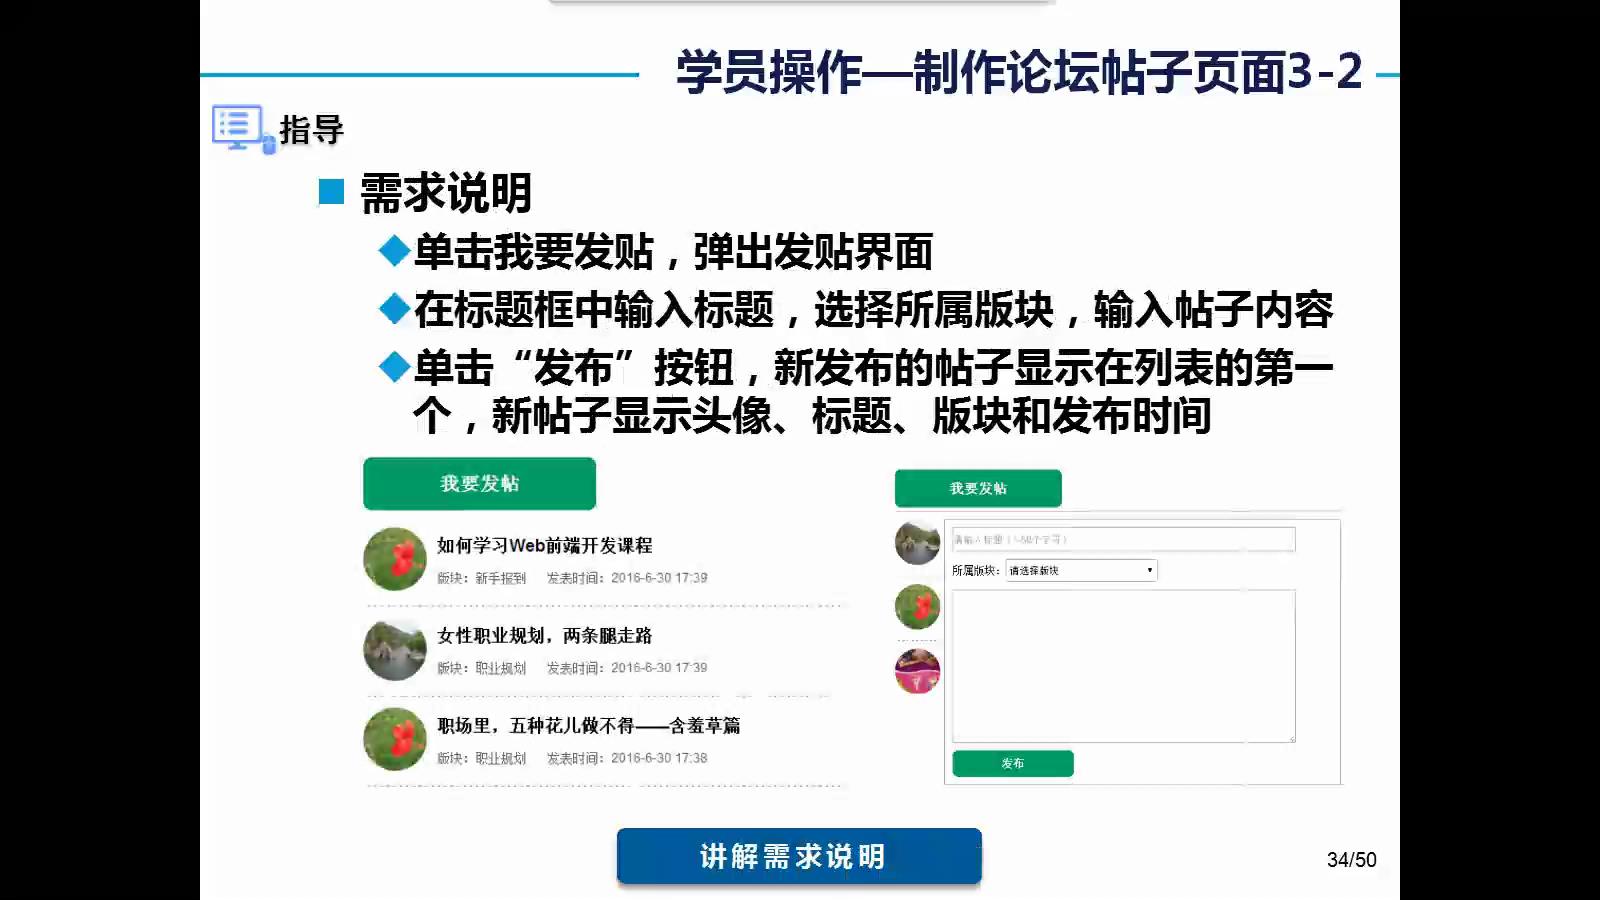 学员操作—制作论坛帖子页面3-2
指导
需求说明
单击我要发贴，弹出发贴界面
在标题框中输入标题，选择所属版块，输入帖子内容
单击“发布”按钮，新发布的帖子显示在列表的第一
个，新帖子显示头像、标题、版块和发布时间
我要发帖
如何学习Web前端开发课程
版块：新手报到 发表时间：2016-6-30 17:39
女性职业规划，两条腿走路
版块：职业规划 发表时间：2016-6-30 17:39
职场里，五种花儿做不得——含羞草篇
版块：职业规划 发表时间：2016-6-30 17:38
我要发帖
请输入标题（1-50个字符）
所属版块：请选择版块
发布
讲解需求说明
34/50